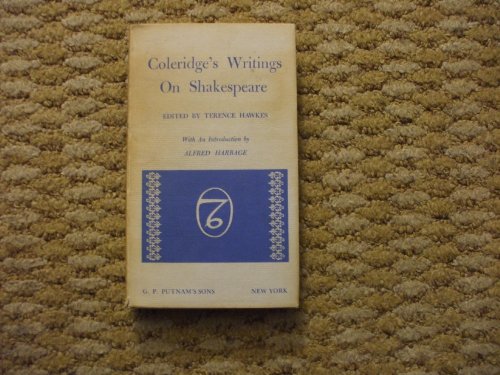 Coleridge's Writings
On Shakespeare
EDITED BY TERENCE HAWKES
With An Introduction by
ALFRED HARBAGE
G. P. PUTNAM'S SONS NEW YORK